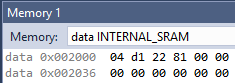 Memory 1
Memory: data INTERNAL_SRAM
data 0x002000 04 d1 22 81 00 00
data 0x002036 00 00 00 00 00 00